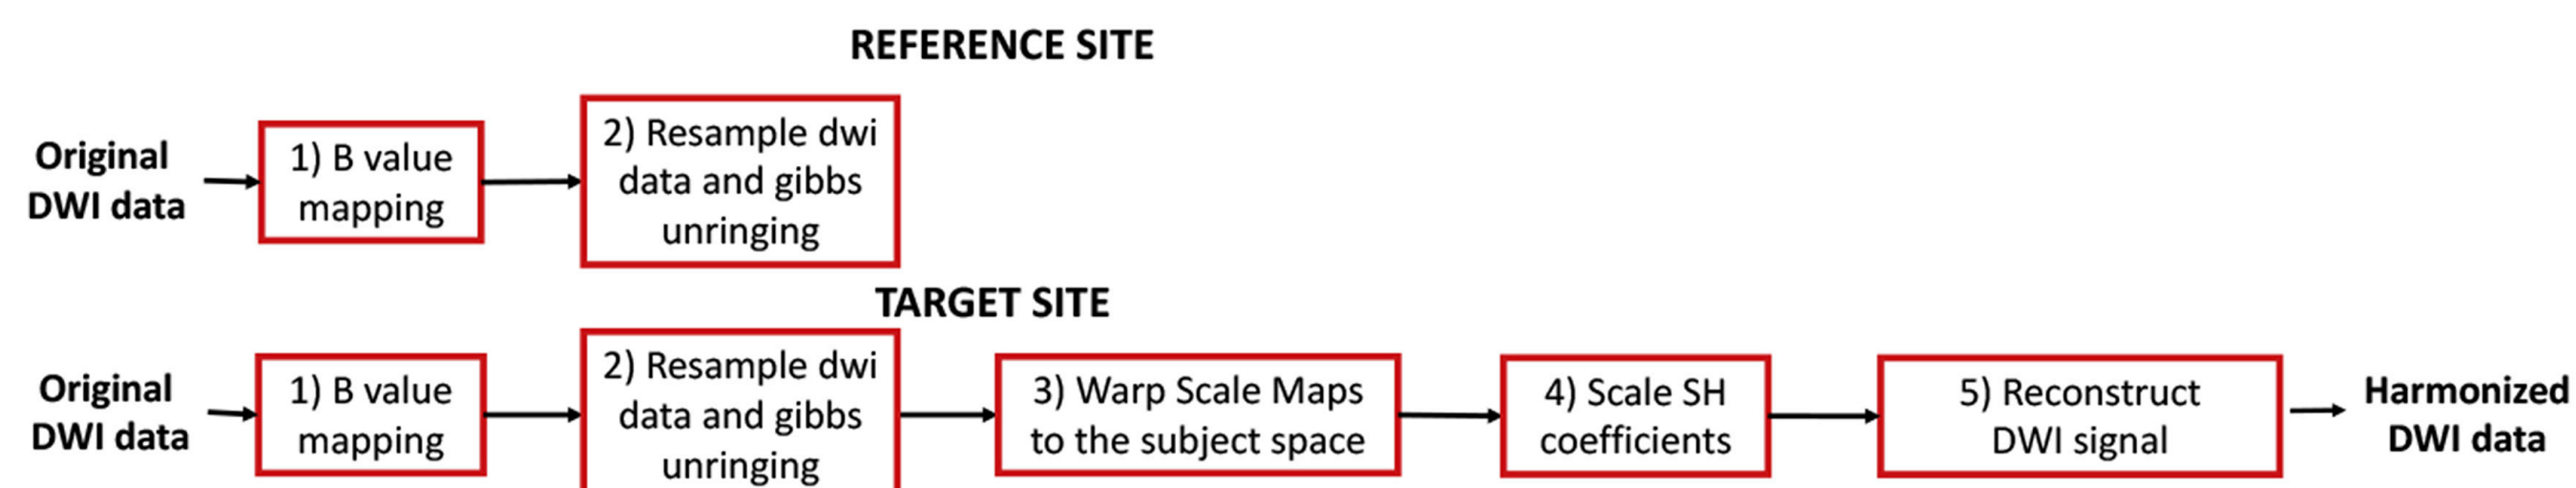 REFERENCE SITE
Original
DWI data
1) B value
mapping
2) Resample dwi
data and gibbs
unringing
TARGET SITE
Original
DWI data
1) B value
mapping
2) Resample dwi
data and gibbs
unringing
3) Warp Scale Maps
to the subject space
4) Scale SH
coefficients
5) Reconstruct
DWI signal
Harmonized
DWI data